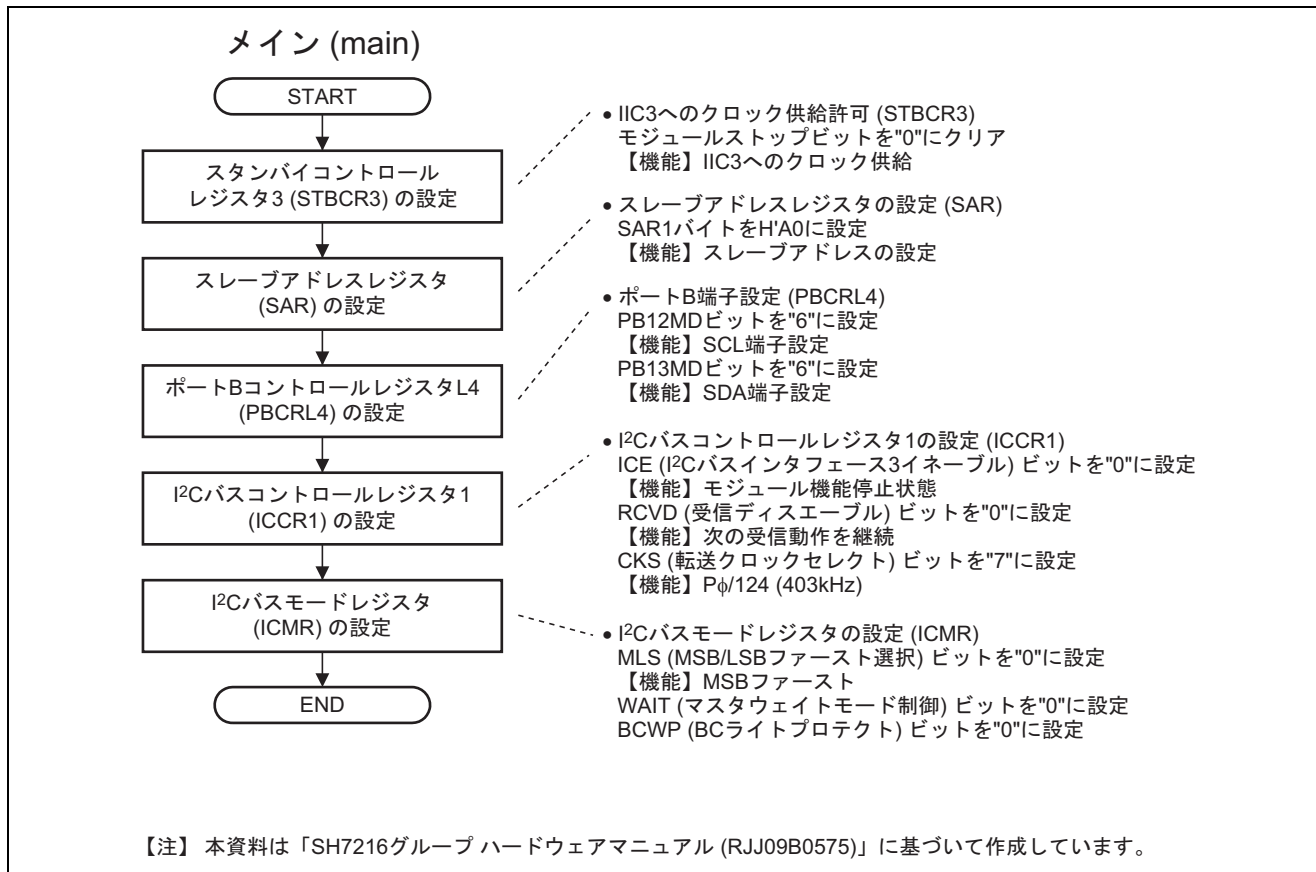 メイン (main)
START
スタンバイコントロール
レジスタ3 (STBCR3) の設定
スレーブアドレスレジスタ
(SAR) の設定
ポートBコントロールレジスタL4
(PBCRL4) の設定
I²Cバスコントロールレジスタ1
(ICCR1) の設定
I²Cバスモードレジスタ
(ICMR) の設定
END
• IIC3へのクロック供給許可 (STBCR3)
モジュールストップビットを"0"にクリア
【機能】IIC3へのクロック供給
• スレーブアドレスレジスタの設定 (SAR)
SAR1バイトをH'A0に設定
【機能】スレーブアドレスの設定
• ポートB端子設定 (PBCRL4)
PB12MDビットを"6"に設定
【機能】SCL端子設定
PB13MDビットを"6"に設定
【機能】SDA端子設定
• I²Cバスコントロールレジスタ1の設定 (ICCR1)
ICE (I²Cバスインタフェース3イネーブル) ビットを"0"に設定
【機能】モジュール機能停止状態
RCVD (受信ディスエーブル) ビットを"0"に設定
【機能】次の受信動作を継続
CKS (転送クロックセレクト) ビットを"7"に設定
【機能】Pφ/124 (403kHz)
• I²Cバスモードレジスタの設定 (ICMR)
MLS (MSB/LSBファースト選択) ビットを"0"に設定
【機能】MSBファースト
WAIT (マスタウェイトモード制御) ビットを"0"に設定
BCWP (BCライトプロテクト) ビットを"0"に設定
【注】 本資料は「SH7216グループ ハードウェアマニュアル (RJJ09B0575)」に基づいて作成しています。